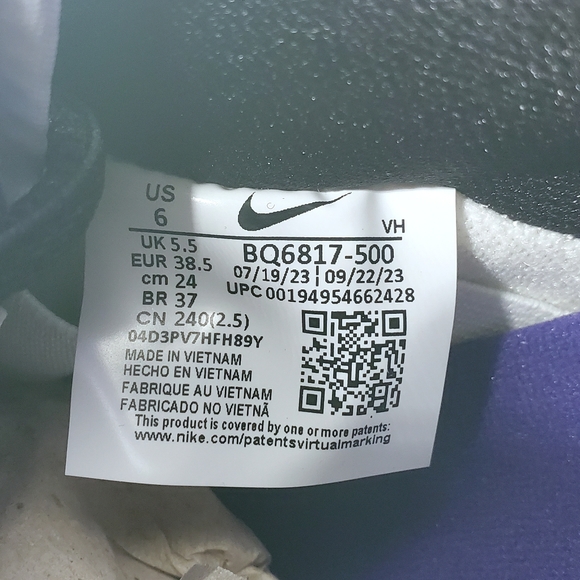 US
6
VH
UK 5.5
EUR 38.5
cm 24
BR 37
CN 240(2.5)
BQ6817-500
07/19/23 | 09/22/23
UPC 00194954662428
04D3PV7HFH89Y
MADE IN VIETNAM
HECHO EN VIETNAM
FABRIQUE AU VIETNAM
FABRICADO NO VIETNÃ
This product is covered by one or more patents:
www.nike.com/patentsvirtualmarking